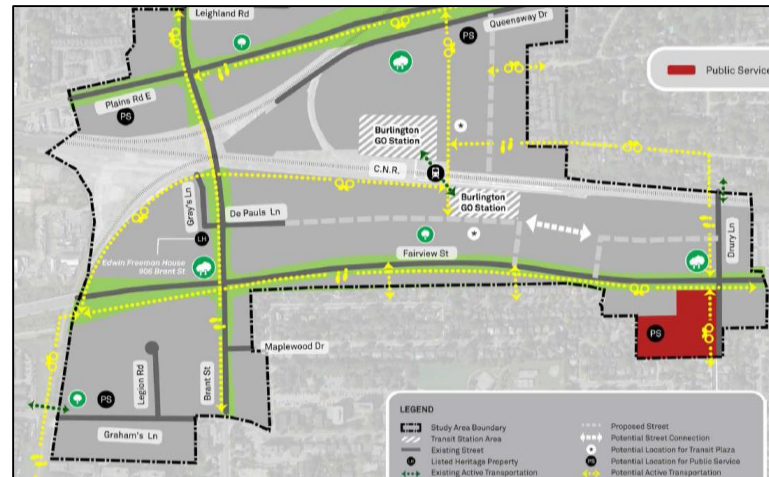 Leighland Rd
Queensway Dr
PS
Public Service
Plains Rd E
PS
Burlington
GO Station
C.N.R.
Burlington
GO Station
Gray's Ln
De Pauls Ln
LH
Edwin Freeman House
906 Brant St
Fairview St
Drury Ln
PS
Maplewood Dr
Legion Rd
Brant St
PS
Graham's Ln
LEGEND
Study Area Boundary
Transit Station Area
Existing Street
LH Listed Heritage Property
Existing Active Transportation
Proposed Street
Potential Street Connection
Potential Location for Transit Plaza
PS Potential Location for Public Service
Potential Active Transportation